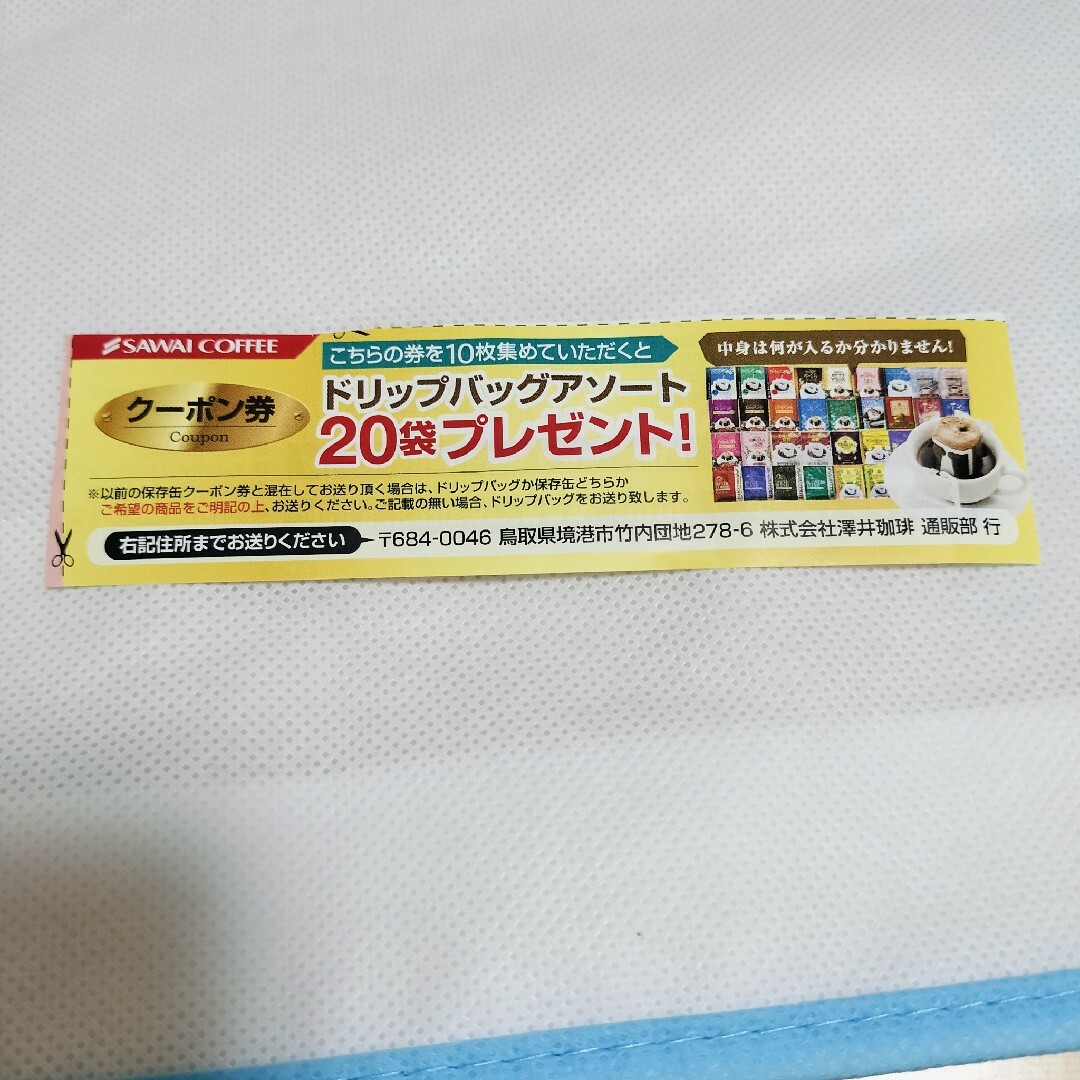 SAWAI COFFEE
クーポン券
Coupon
こちらの券を10枚集めていただくと
ドリップバッグアソート
20袋プレゼント!
中身は何が入るか分かりません!
※以前の保存缶クーポン券と混在してお送り頂く場合は、ドリップバッグか保存缶どちらか
ご希望の商品をご明記の上、お送りください。ご記載の無い場合、ドリップバッグをお送り致します。
右記住所までお送りください
〒684-0046 鳥取県境港市竹内団地278-6 株式会社澤井珈琲 通販部 行